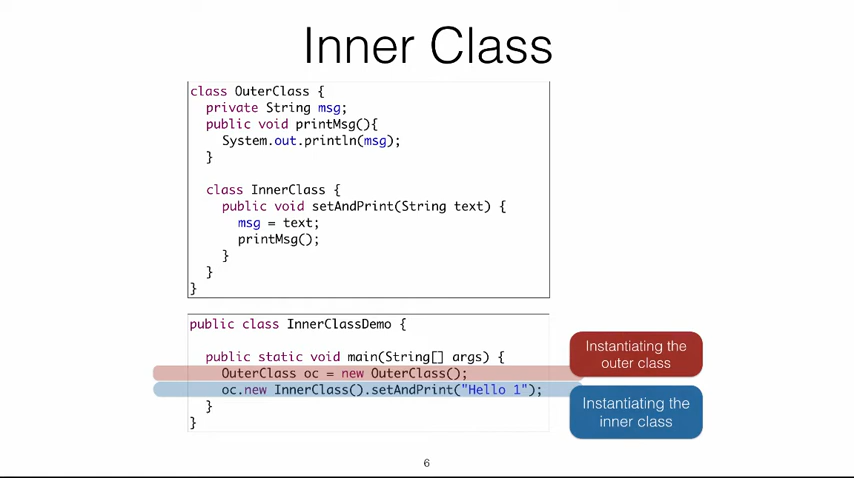 Inner Class
class OuterClass {
private String msg;
public void printMsg(){
System.out.println(msg);
}
class InnerClass {
public void setAndPrint(String text) {
msg = text;
printMsg();
}
}
}
public class InnerClassDemo {
public static void main(String[] args) {
OuterClass oc = new OuterClass();
oc.new InnerClass().setAndPrint("Hello 1");
}
}
Instantiating the
outer class
Instantiating the
inner class
6